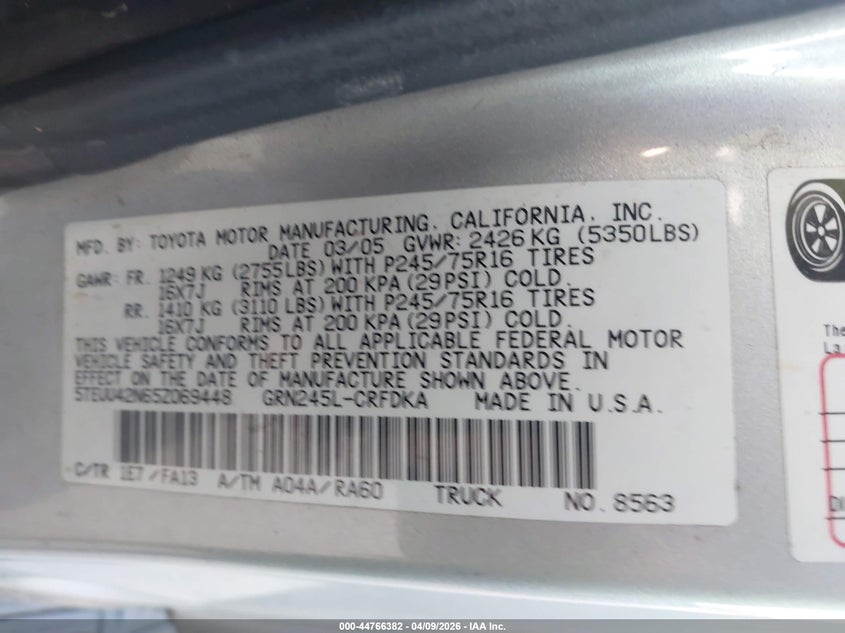 MFD. BY: TOYOTA MOTOR MANUFACTURING, CALIFORNIA, INC.
DATE 03/05 GVWR: 2426 KG (5350LBS)
GAWR: FR. 1249 KG (2755LBS) WITH P245/75R16 TIRES
16X7J RIMS AT 200 KPA (29PSI) COLD.
RR. 1410 KG (3110 LBS) WITH P245/75R16 TIRES
16X7J RIMS AT 200 KPA (29PSI) COLD.
THIS VEHICLE CONFORMS TO ALL APPLICABLE FEDERAL MOTOR
VEHICLE SAFETY AND THEFT PREVENTION STANDARDS IN
EFFECT ON THE DATE OF MANUFACTURE SHOWN ABOVE.
5TEUU42N65Z069448 GRN245L-CRFDKA MADE IN U.S.A.
C/TR 1E7 /FA13 A/TM A04A/RA60 TRUCK NO. 8563
The
La
DI
000-44766382 - 04/09/2026 - IAA Inc.